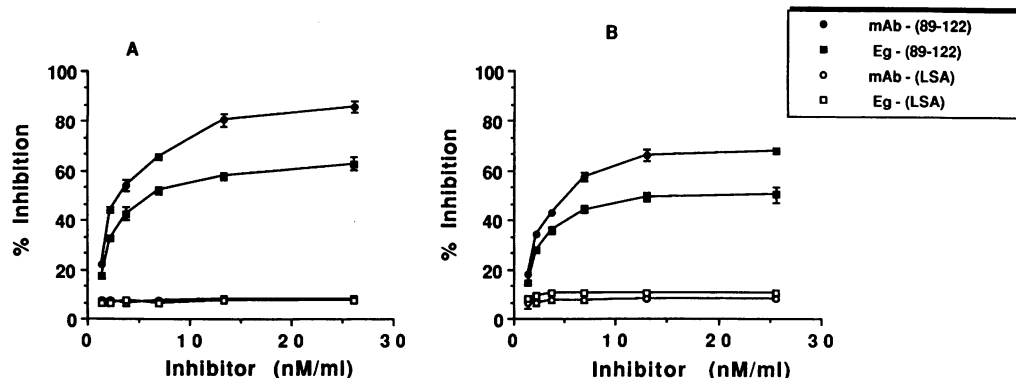 A
B
mAb - (89-122)
Eg - (89-122)
mAb - (LSA)
Eg - (LSA)
% Inhibition
100
80
60
40
20
0
0 10 20 30
Inhibitor (nM/ml)
% Inhibition
100
80
60
40
20
0
0 10 20 30
Inhibitor (nM/ml)